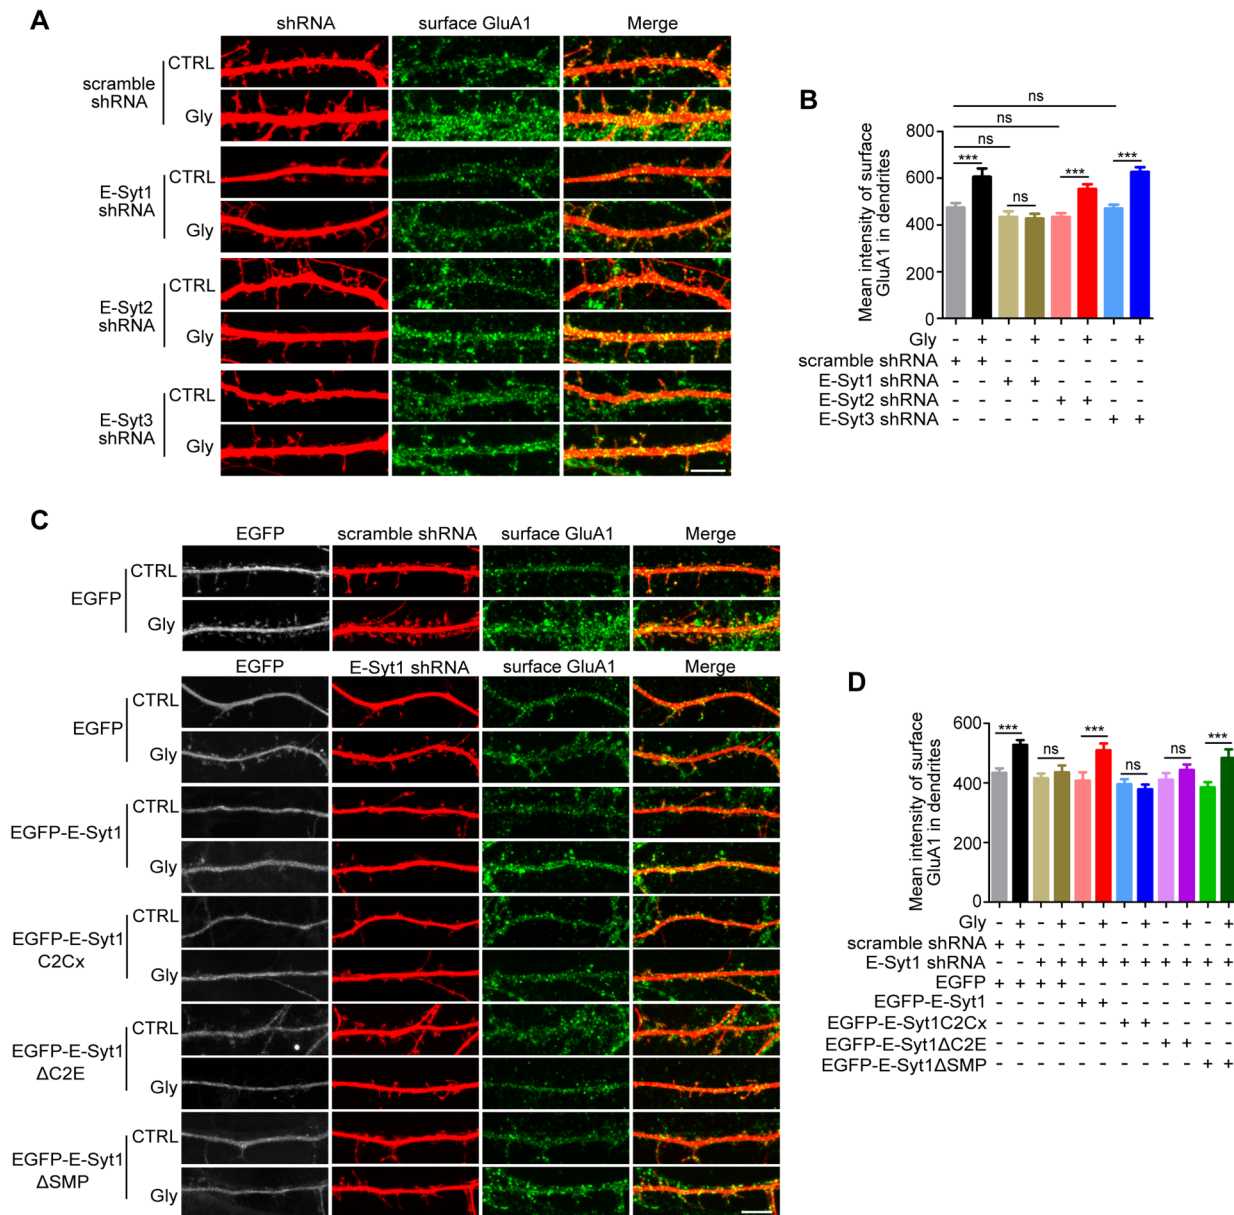 A
shRNA surface GluA1 Merge
scramble shRNA
CTRL
Gly
E-Syt1 shRNA
CTRL
Gly
E-Syt2 shRNA
CTRL
Gly
E-Syt3 shRNA
CTRL
Gly
B
Mean intensity of surface
GluA1 in dendrites
800
600
400
200
0
ns
ns
ns
*** ns *** ***
Gly - + - + - + - +
scramble shRNA + + - - - - - -
E-Syt1 shRNA - - + + - - - -
E-Syt2 shRNA - - - - + + - -
E-Syt3 shRNA - - - - - - + +
C
EGFP scramble shRNA surface GluA1 Merge
EGFP
CTRL
Gly
EGFP E-Syt1 shRNA surface GluA1 Merge
EGFP
CTRL
Gly
EGFP-E-Syt1
CTRL
Gly
EGFP-E-Syt1
C2Cx
CTRL
Gly
EGFP-E-Syt1
ΔC2E
CTRL
Gly
EGFP-E-Syt1
ΔSMP
CTRL
Gly
D
Mean intensity of surface
GluA1 in dendrites
600
400
200
0
*** ns *** ns ns ***
Gly - + - + - + - + - + - +
scramble shRNA + + - - - - - - - - - -
E-Syt1 shRNA - - + + + + + + + + + +
EGFP + + + + - - - - - - - -
EGFP-E-Syt1 - - - - + + - - - - - -
EGFP-E-Syt1C2Cx - - - - - - + + - - - -
EGFP-E-Syt1ΔC2E - - - - - - - - + + - -
EGFP-E-Syt1ΔSMP - - - - - - - - - - + +